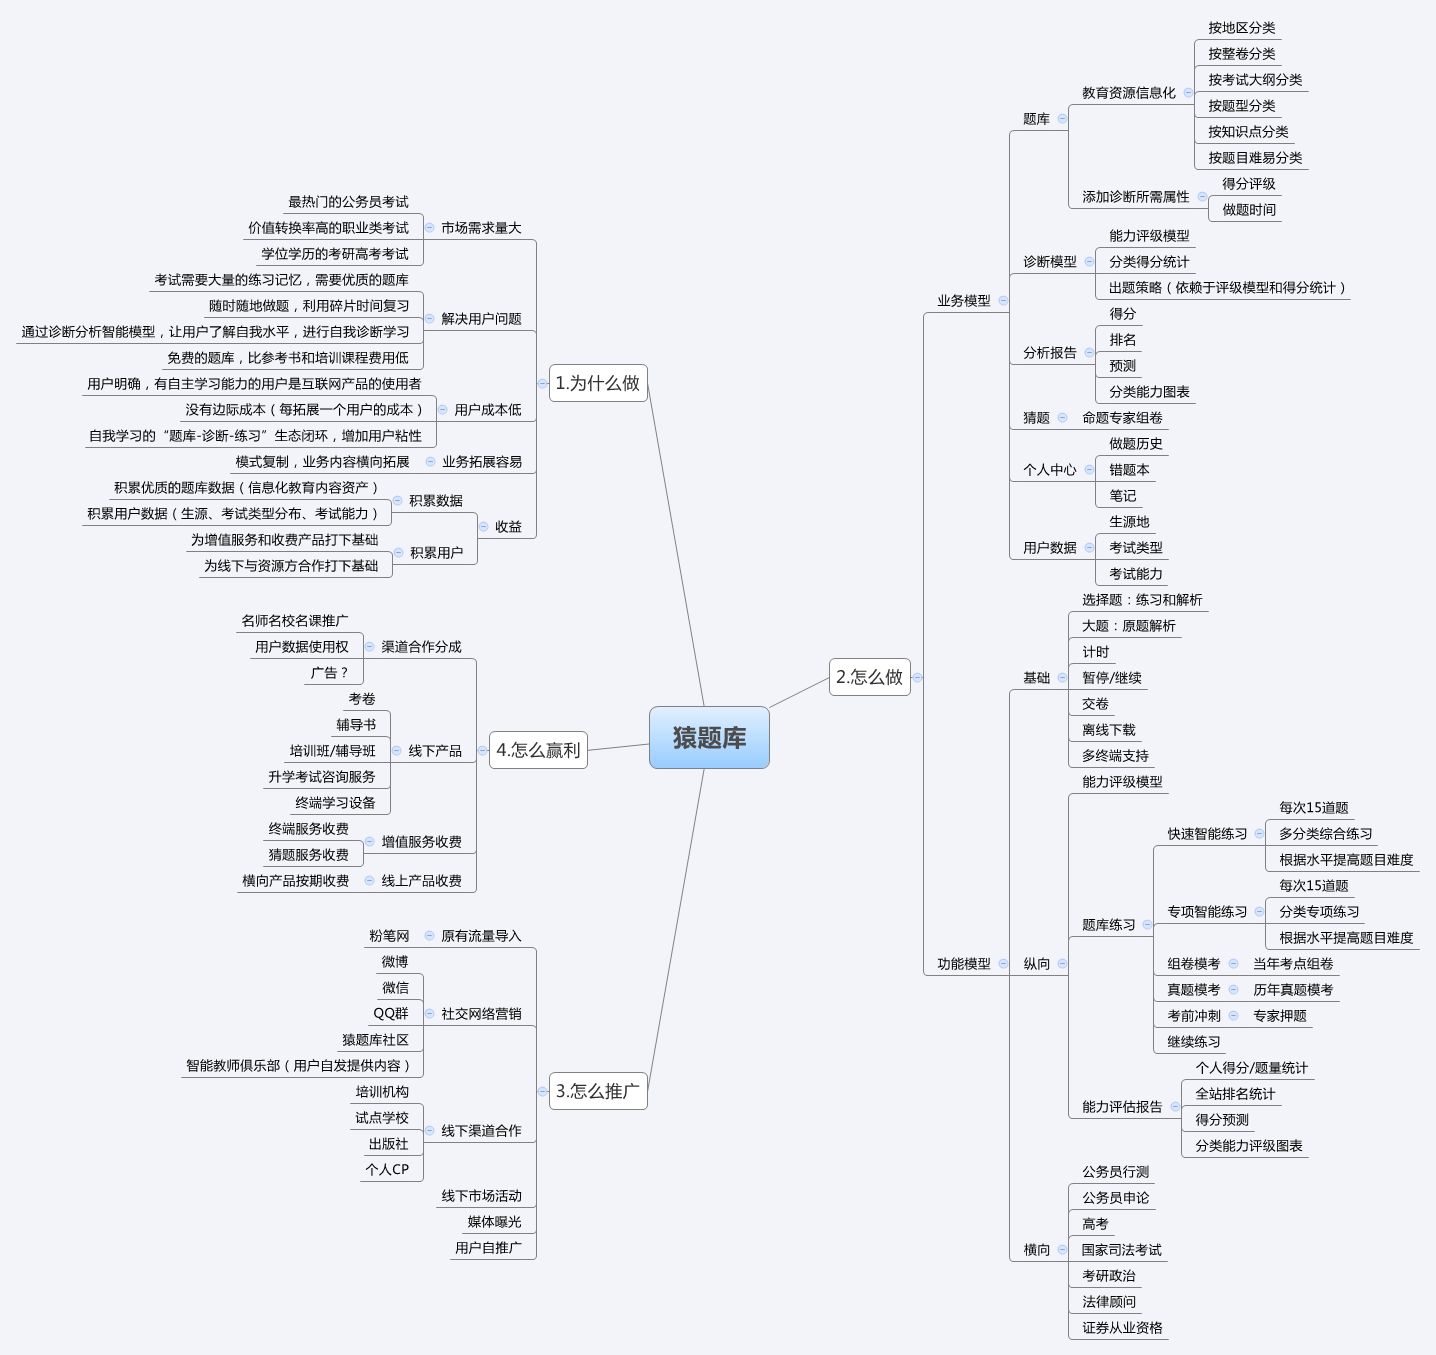 猿题库
1.为什么做
市场需求量大
最热门的公务员考试
价值转换率高的职业类考试
学位学历的考研高考考试
解决用户问题
考试需要大量的练习记忆，需要优质的题库
随时随地做题，利用碎片时间复习
通过诊断分析智能模型，让用户了解自我水平，进行自我诊断学习
免费的题库，比参考书和培训课程费用低
用户成本低
用户明确，有自主学习能力的用户是互联网产品的使用者
没有边际成本（每拓展一个用户的成本）
自我学习的“题库-诊断-练习”生态闭环，增加用户粘性
业务拓展容易
模式复制，业务内容横向拓展
收益
积累数据
积累优质的题库数据（信息化教育内容资产）
积累用户数据（生源、考试类型分布、考试能力）
积累用户
为增值服务和收费产品打下基础
为线下与资源方合作打下基础
2.怎么做
业务模型
题库
教育资源信息化
按地区分类
按整卷分类
按考试大纲分类
按题型分类
按知识点分类
按题目难易分类
添加诊断所需属性
得分评级
做题时间
诊断模型
能力评级模型
分类得分统计
出题策略（依赖于评级模型和得分统计）
分析报告
得分
排名
预测
分类能力图表
猜题
命题专家组卷
个人中心
做题历史
错题本
笔记
用户数据
生源地
考试类型
考试能力
功能模型
基础
选择题：练习和解析
大题：原题解析
计时
暂停/继续
交卷
离线下载
多终端支持
纵向
能力评级模型
题库练习
快速智能练习
每次15道题
多分类综合练习
根据水平提高题目难度
专项智能练习
每次15道题
分类专项练习
根据水平提高题目难度
组卷模考
当年考点组卷
真题模考
历年真题模考
考前冲刺
专家押题
继续练习
能力评估报告
个人得分/题量统计
全站排名统计
得分预测
分类能力评级图表
横向
公务员行测
公务员申论
高考
国家司法考试
考研政治
法律顾问
证券从业资格
3.怎么推广
原有流量导入
粉笔网
社交网络营销
微博
微信
QQ群
猿题库社区
智能教师俱乐部（用户自发提供内容）
线下渠道合作
培训机构
试点学校
出版社
个人CP
线下市场活动
媒体曝光
用户自推广
4.怎么赢利
渠道合作分成
名师名校名课推广
用户数据使用权
广告？
线下产品
考卷
辅导书
培训班/辅导班
升学考试咨询服务
终端学习设备
增值服务收费
终端服务收费
猜题服务收费
线上产品收费
横向产品按期收费